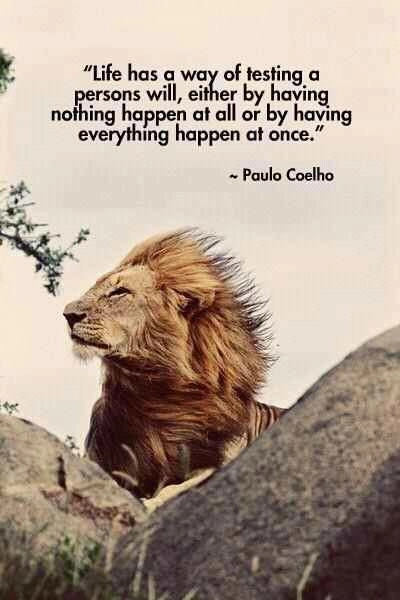 “Life has a way of testing a
persons will, either by having
nothing happen at all or by having
everything happen at once.”
~ Paulo Coelho